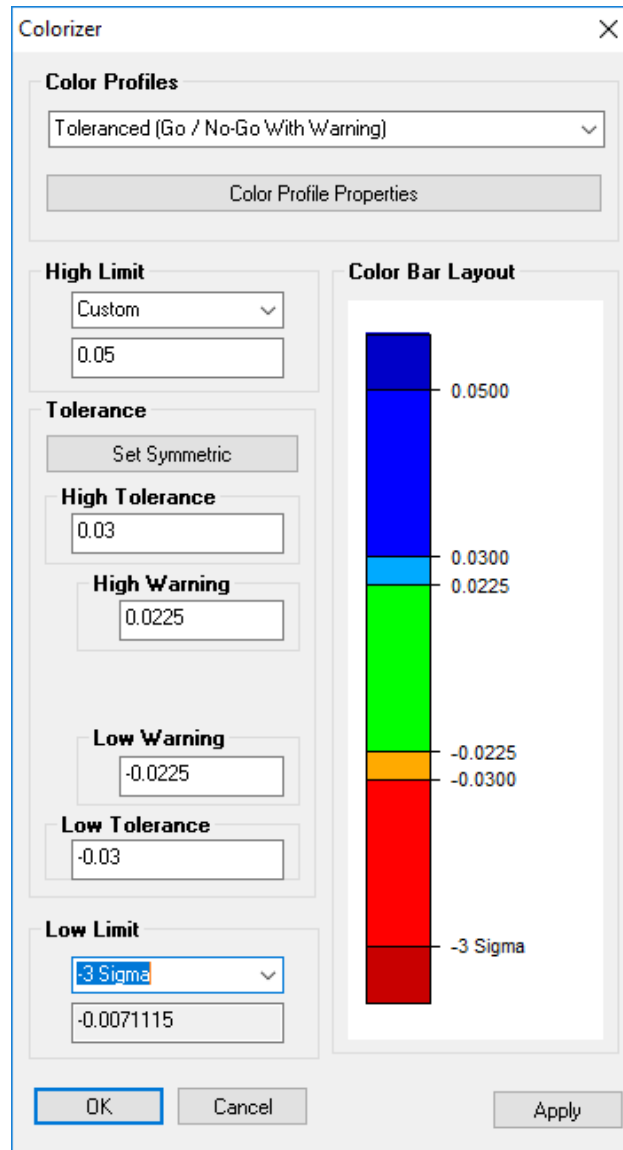 Colorizer
Color Profiles
Toleranced (Go / No-Go With Warning)
Color Profile Properties
High Limit
Custom
0.05
Tolerance
Set Symmetric
High Tolerance
0.03
High Warning
0.0225
Low Warning
-0.0225
Low Tolerance
-0.03
Low Limit
-3 Sigma
-0.0071115
Color Bar Layout
0.0500
0.0300
0.0225
-0.0225
-0.0300
-3 Sigma
OK
Cancel
Apply